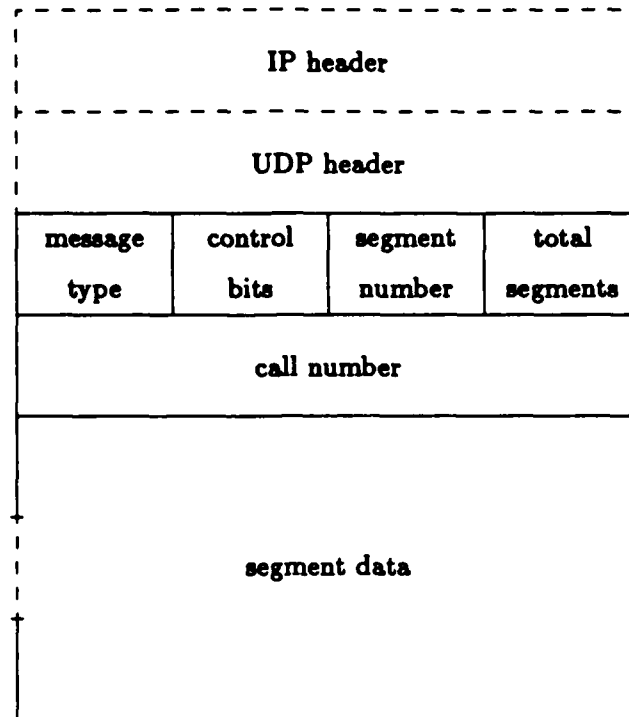 IP header
UDP header
message control segment total
type bits number segments
call number
segment data